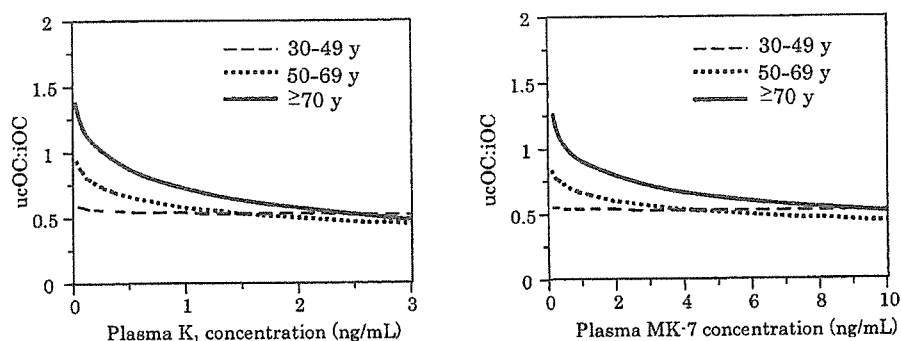 2
1.5
1
0.5
0
ucOC:iOC
30-49 y
50-69 y
≥70 y
0
1
2
3
Plasma K₁ concentration (ng/mL)
2
1.5
1
0.5
0
ucOC:iOC
30-49 y
50-69 y
≥70 y
0
2
4
6
8
10
Plasma MK-7 concentration (ng/mL)